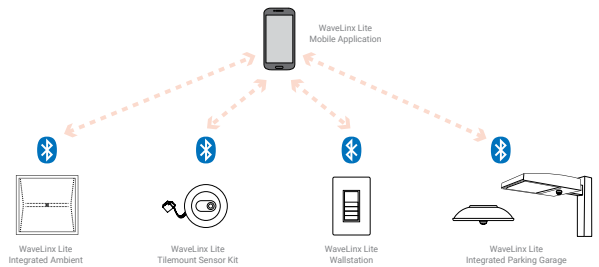 WaveLinx Lite
Mobile Application
WaveLinx Lite
Integrated Ambient
WaveLinx Lite
Tilemount Sensor Kit
WaveLinx Lite
Wallstation
WaveLinx Lite
Integrated Parking Garage